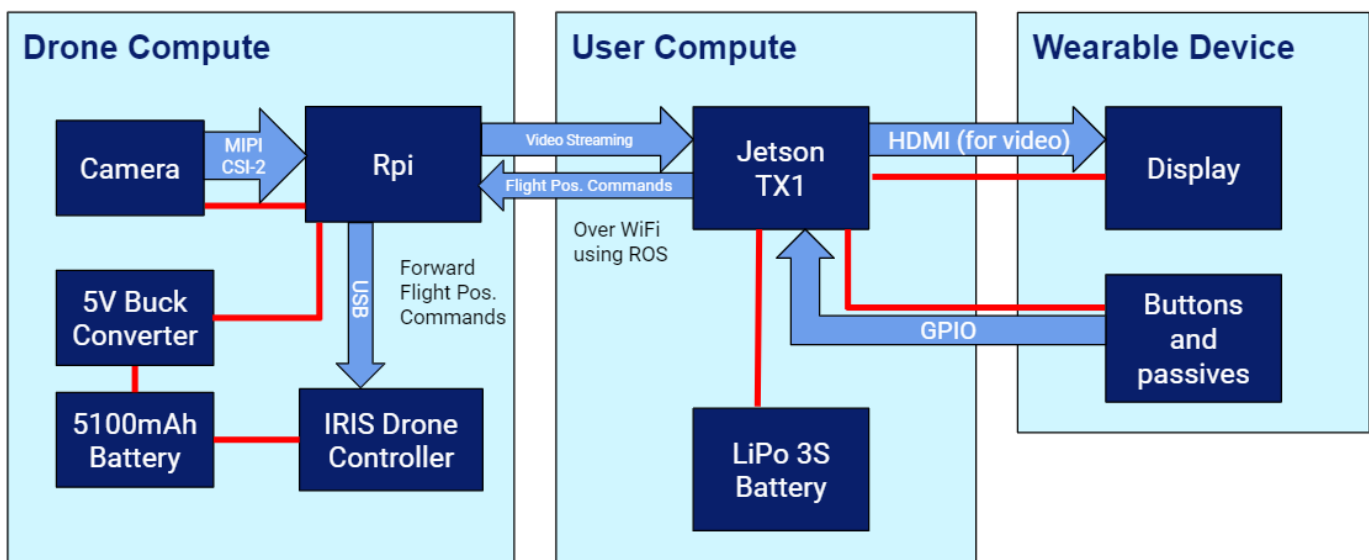 Drone Compute
Camera
MIPI
CSI-2
Rpi
USB
Forward
Flight Pos.
Commands
5V Buck
Converter
5100mAh
Battery
IRIS Drone
Controller
Video Streaming
Flight Pos. Commands
User Compute
Jetson
TX1
Over WiFi
using ROS
LiPo 3S
Battery
HDMI (for video)
GPIO
Wearable Device
Display
Buttons
and
passives